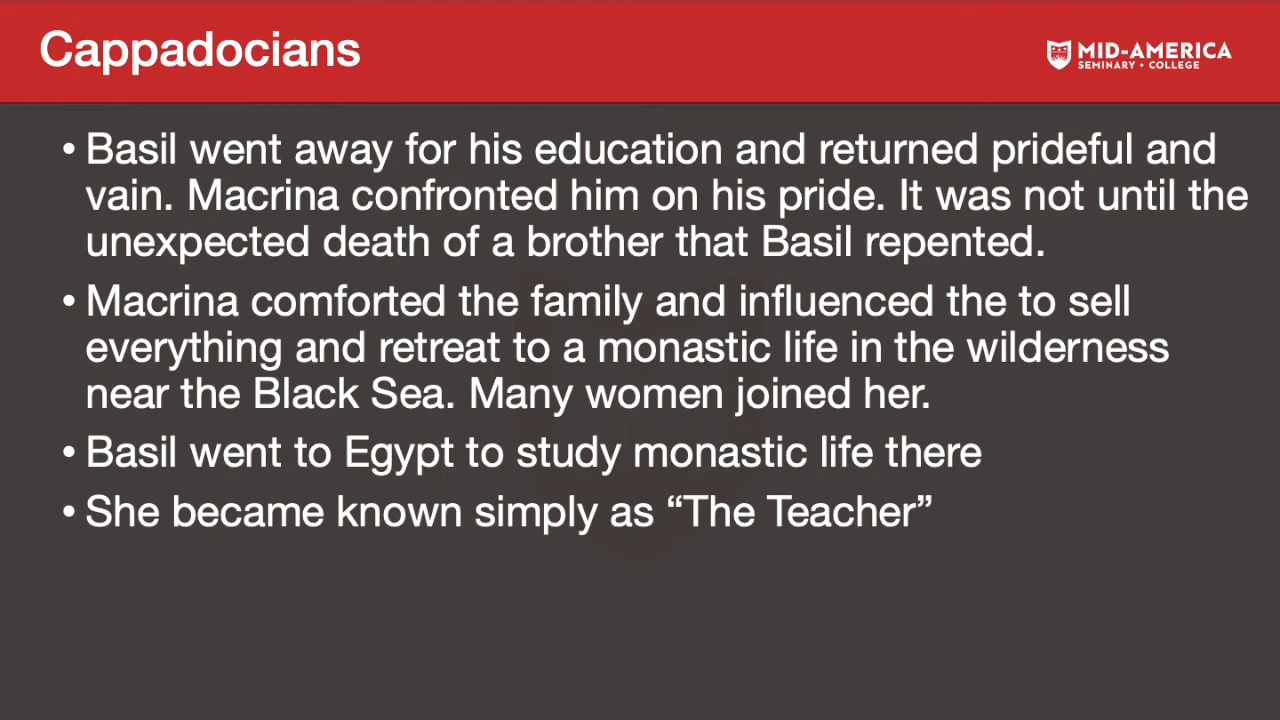 Cappadocians
MID-AMERICA
SEMINARY • COLLEGE
• Basil went away for his education and returned prideful and
vain. Macrina confronted him on his pride. It was not until the
unexpected death of a brother that Basil repented.
• Macrina comforted the family and influenced the to sell
everything and retreat to a monastic life in the wilderness
near the Black Sea. Many women joined her.
• Basil went to Egypt to study monastic life there
• She became known simply as “The Teacher”